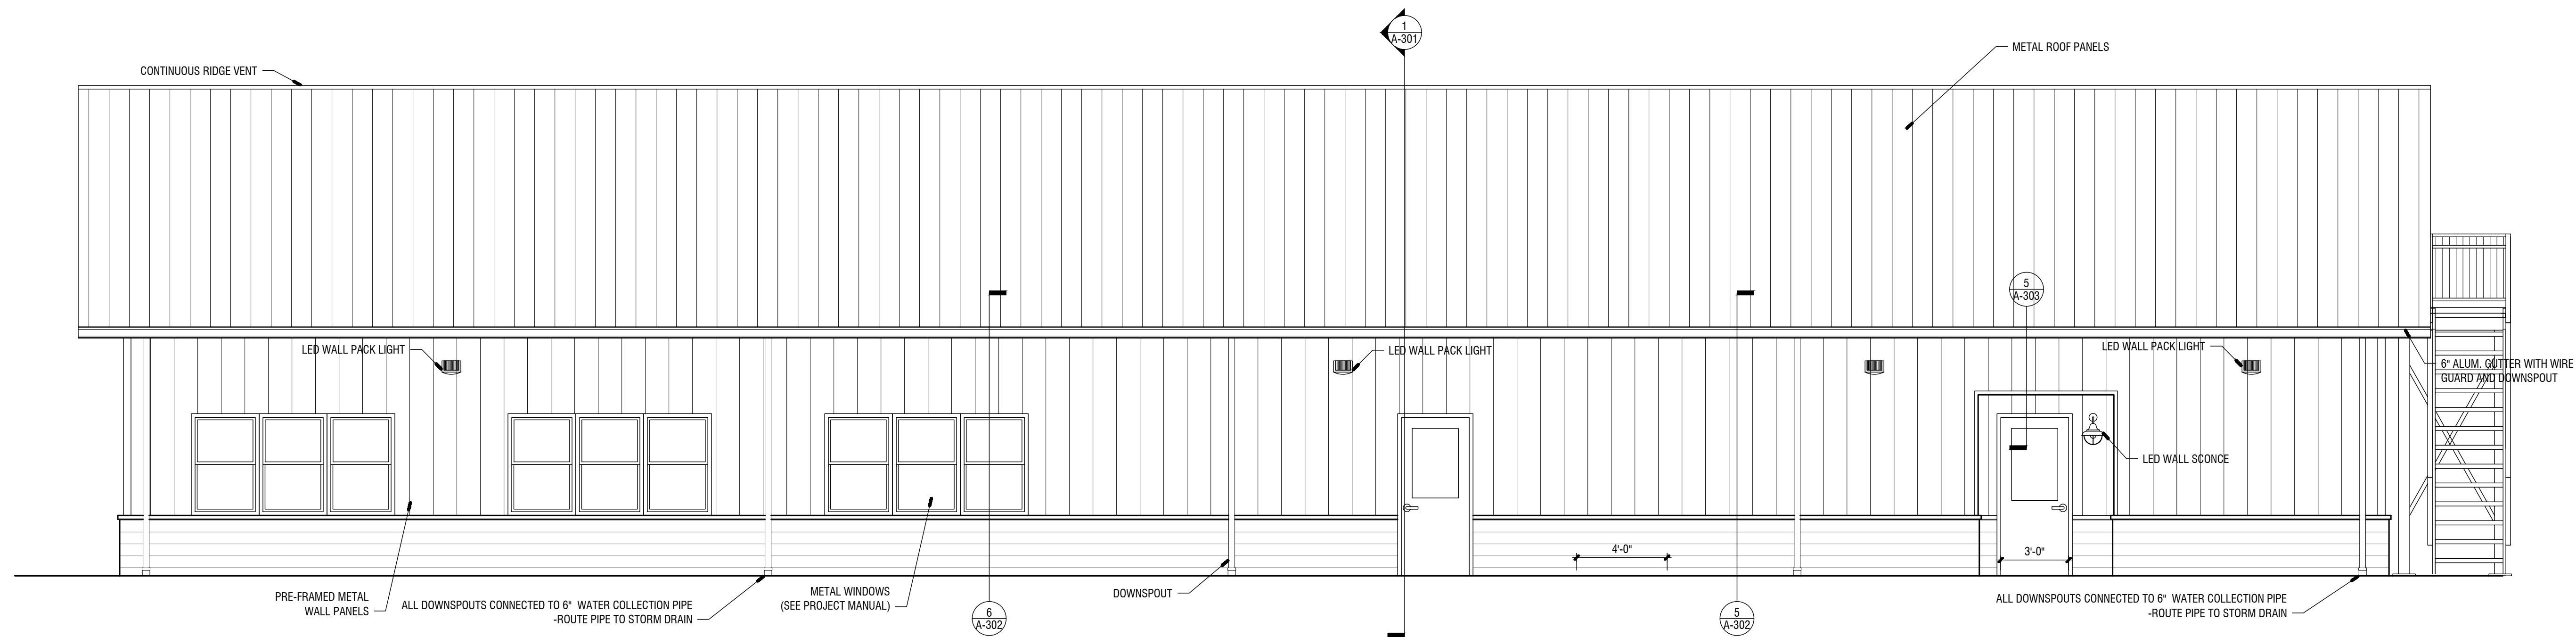 1
A-301
METAL ROOF PANELS
CONTINUOUS RIDGE VENT
5
A-303
LED WALL PACK LIGHT
LED WALL PACK LIGHT
LED WALL PACK LIGHT
6" ALUM. GUTTER WITH WIRE
GUARD AND DOWNSPOUT
LED WALL SCONCE
4'-0"
3'-0"
PRE-FRAMED METAL
WALL PANELS
ALL DOWNSPOUTS CONNECTED TO 6" WATER COLLECTION PIPE
-ROUTE PIPE TO STORM DRAIN
METAL WINDOWS
(SEE PROJECT MANUAL)
6
A-302
DOWNSPOUT
5
A-302
ALL DOWNSPOUTS CONNECTED TO 6" WATER COLLECTION PIPE
-ROUTE PIPE TO STORM DRAIN